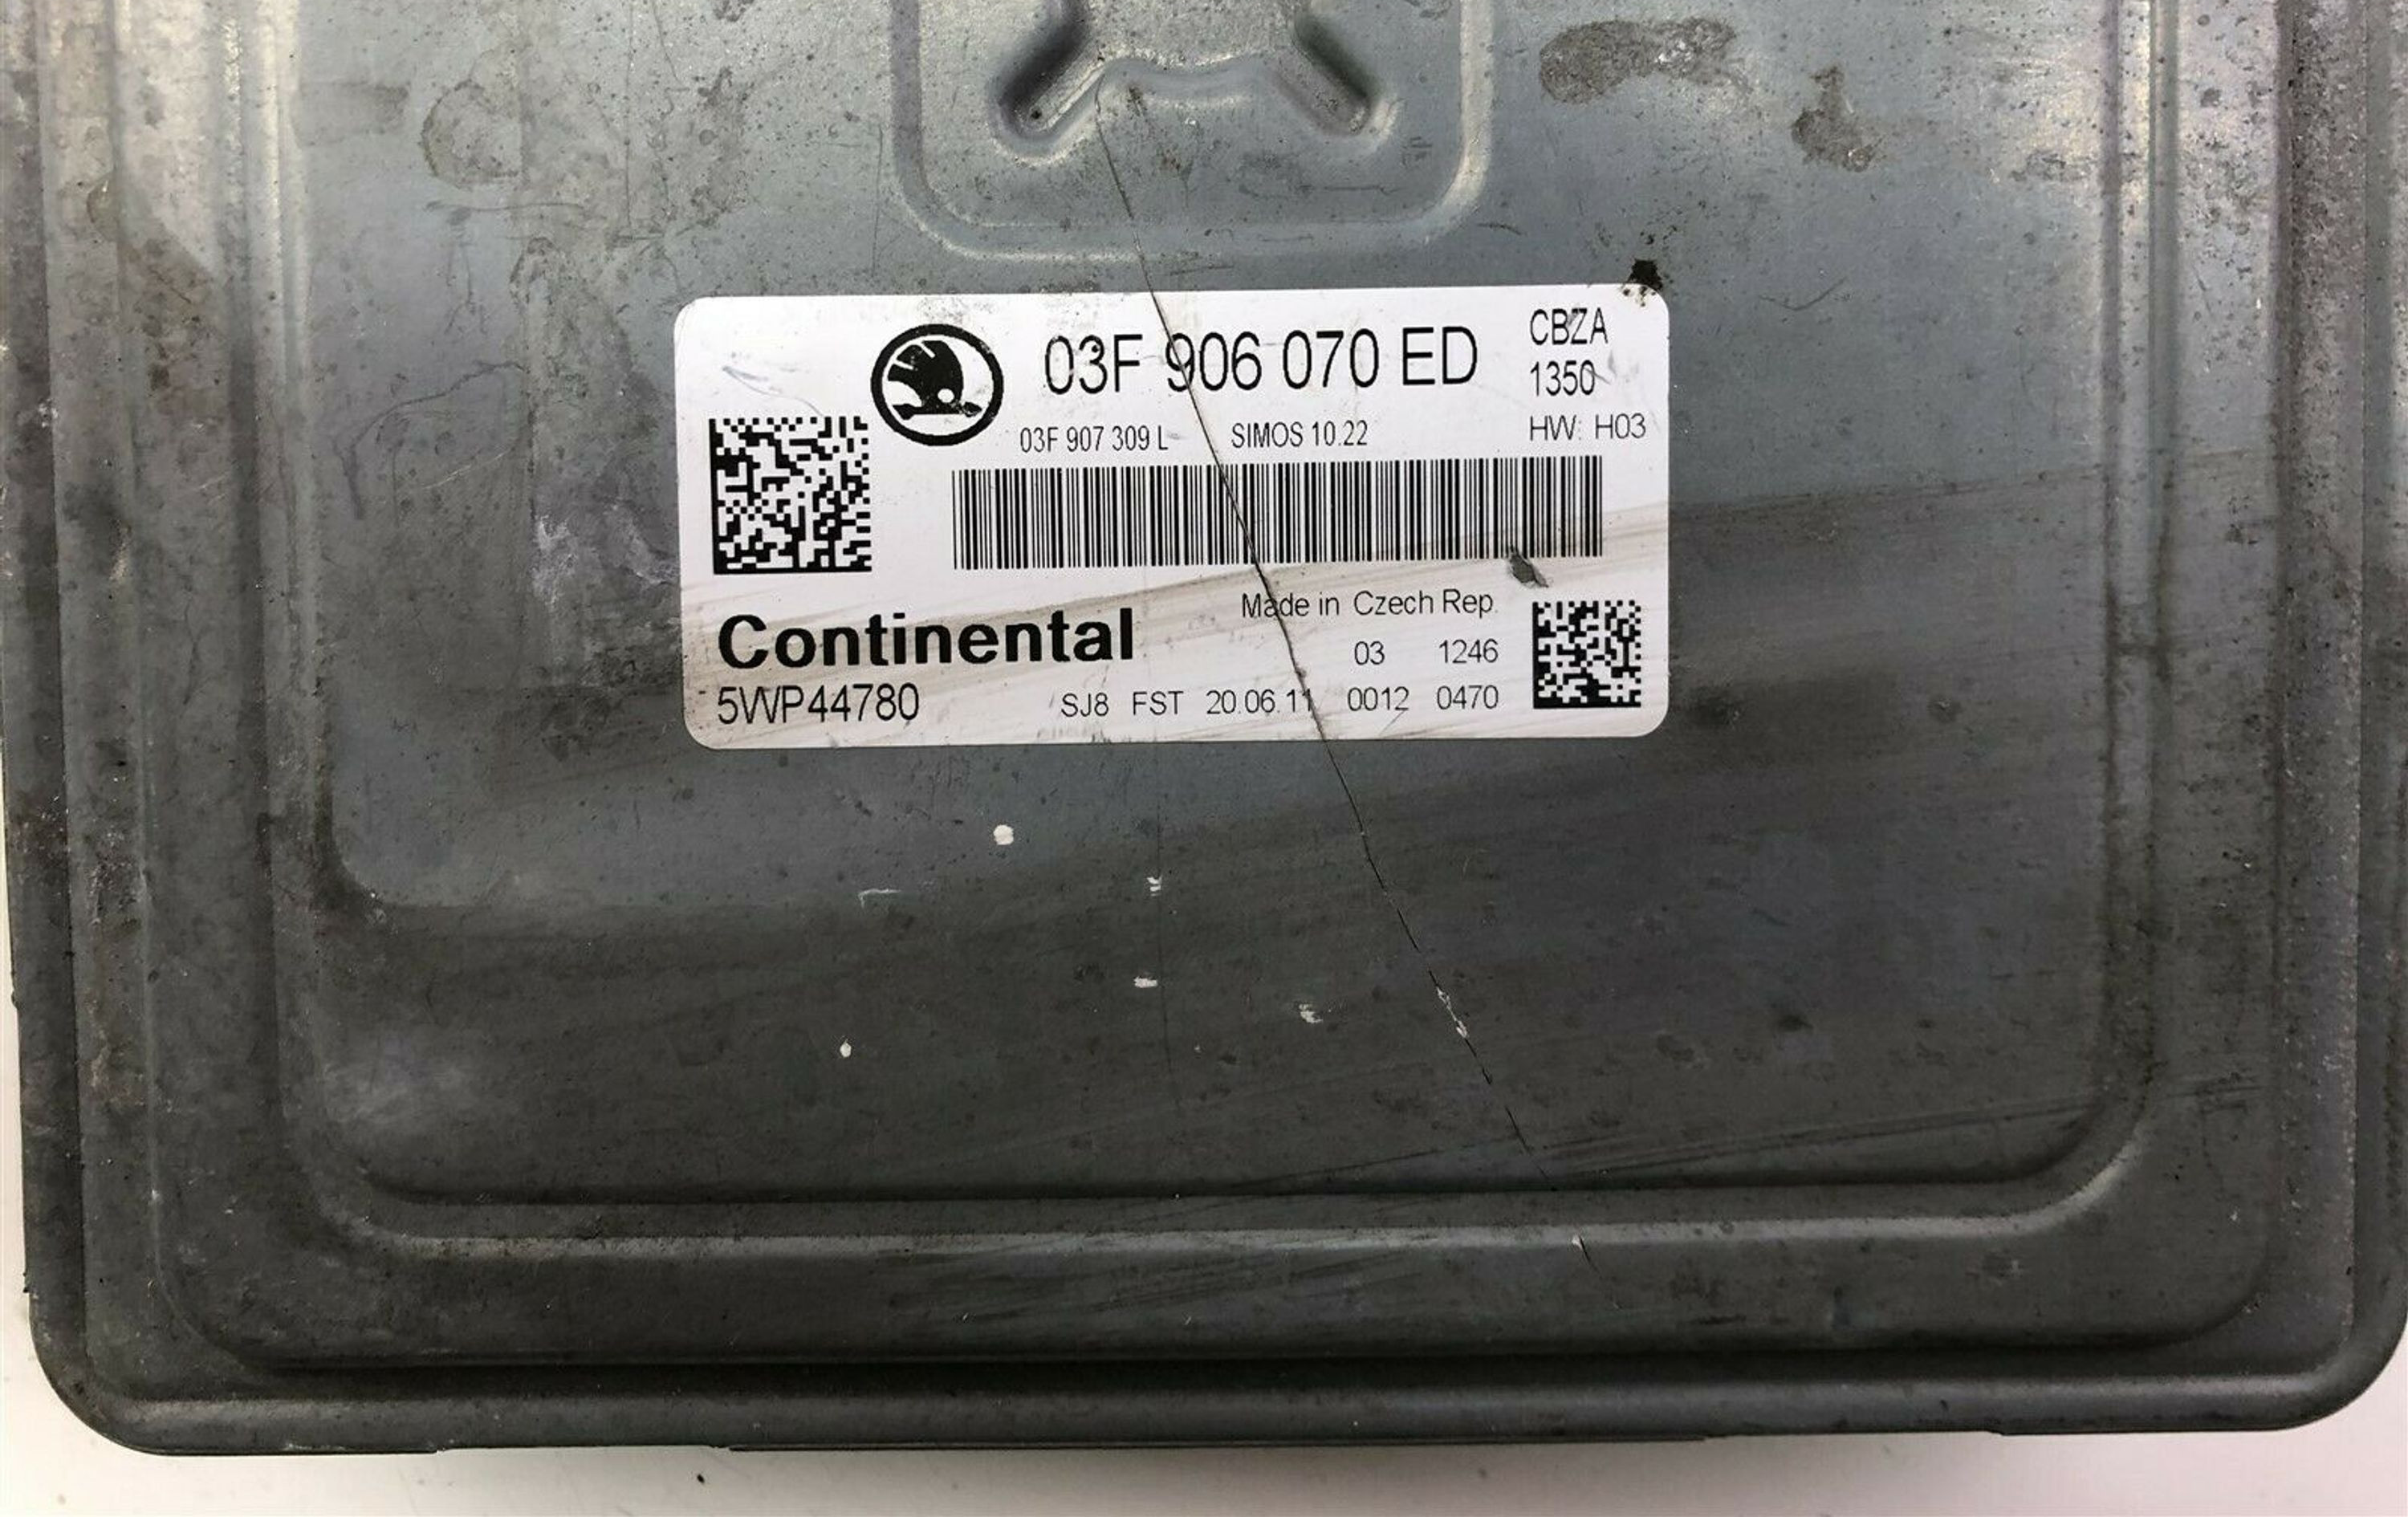 03F 906 070 ED
CBZA
1350
03F 907 309 L SIMOS 10.22
HW: H03
Made in Czech Rep.
Continental
03 1246
5WP44780
SJ8 FST 20.06.11 0012 0470